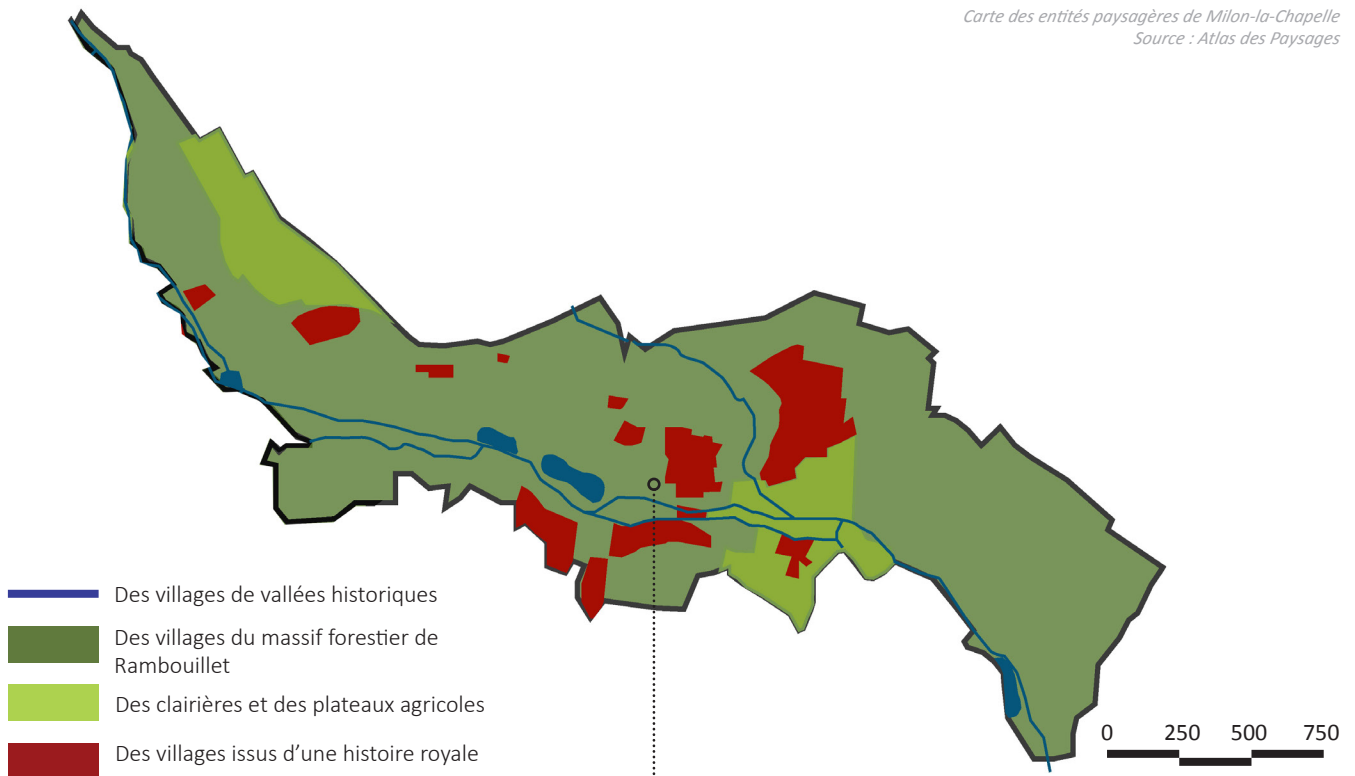 Carte des entités paysagères de Milon-la-Chapelle
Source : Atlas des Paysages
Des villages de vallées historiques
Des villages du massif forestier de
Rambouillet
Des clairières et des plateaux agricoles
Des villages issus d'une histoire royale
0 250 500 750